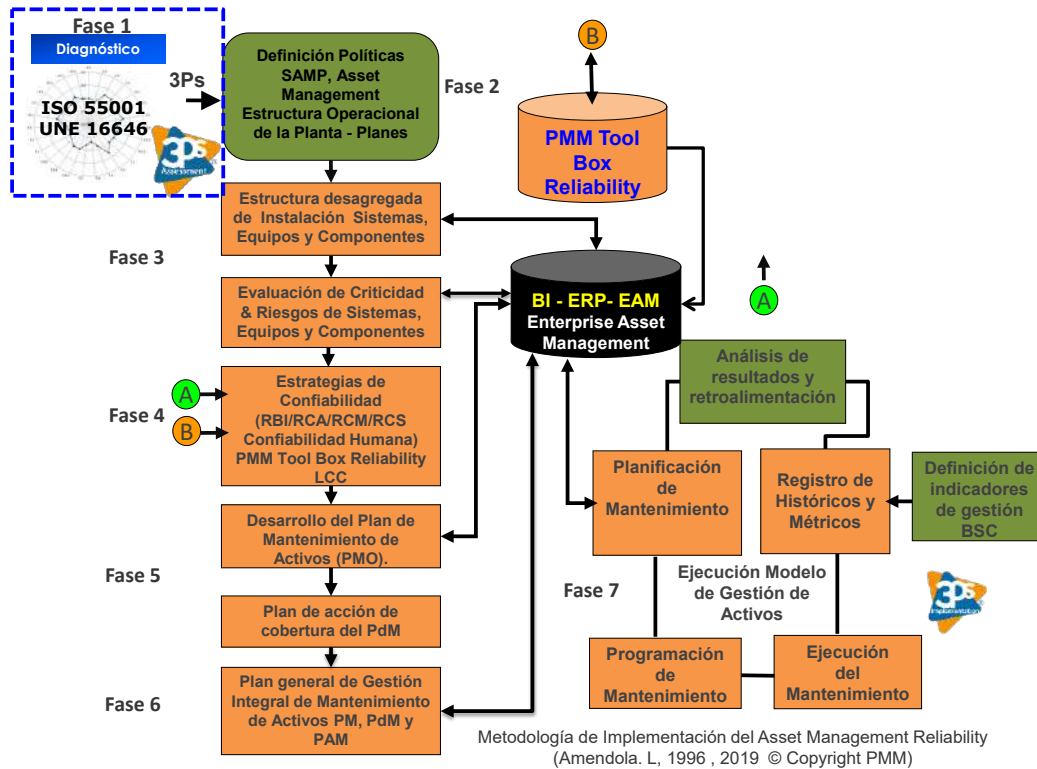 Fase 1
Diagnóstico
ISO 55001
UNE 16646
3Ps
Assessment
3Ps
Definición Políticas
SAMP, Asset
Management
Estructura Operacional
de la Planta - Planes
Fase 2
B
PMM Tool
Box
Reliability
Estructura desagregada
de Instalación Sistemas,
Equipos y Componentes
Fase 3
Evaluación de Criticidad
& Riesgos de Sistemas,
Equipos y Componentes
BI - ERP- EAM
Enterprise Asset
Management
A
Fase 4
A
B
Estrategias de
Confiabilidad
(RBI/RCA/RCM/RCS
Confiabilidad Humana)
PMM Tool Box Reliability
LCC
Análisis de
resultados y
retroalimentación
Planificación
de
Mantenimiento
Registro de
Históricos y
Métricos
Definición de
indicadores
de gestión
BSC
Desarrollo del Plan de
Mantenimiento de
Activos (PMO).
Fase 5
Plan de acción de
cobertura del PdM
Fase 7
Ejecución Modelo
de Gestión de
Activos
3Ps
Implementation
Programación
de
Mantenimiento
Ejecución
del
Mantenimiento
Fase 6
Plan general de Gestión
Integral de Mantenimiento
de Activos PM, PdM y
PAM
Metodología de Implementación del Asset Management Reliability
(Amendola. L, 1996 , 2019 © Copyright PMM)